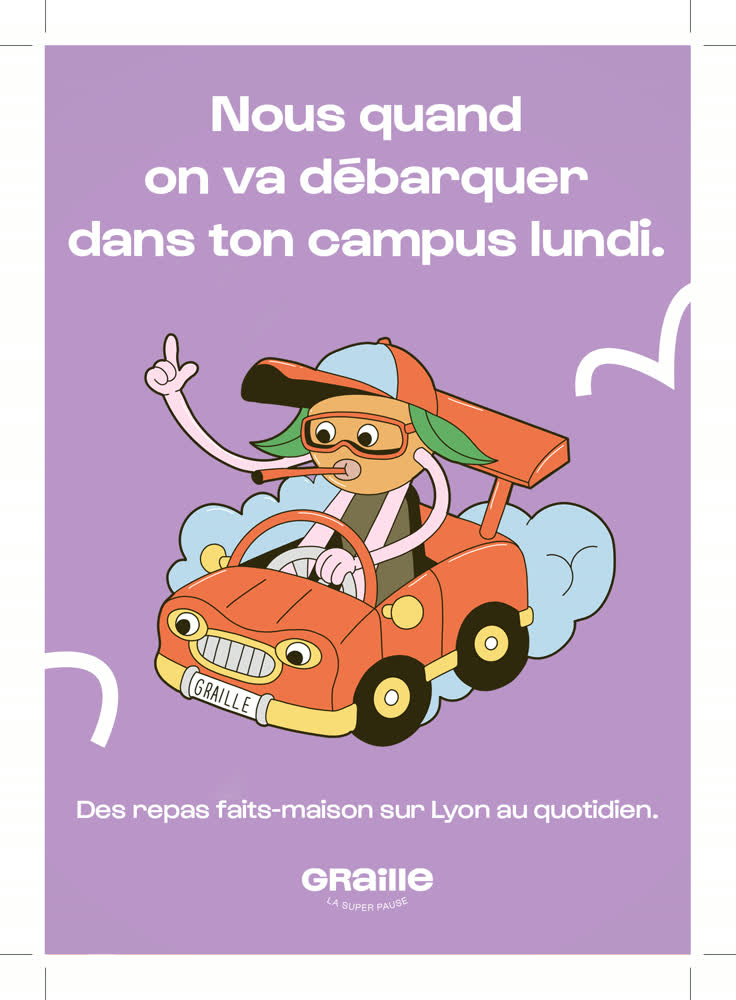 Nous quand
on va débarquer
dans ton campus lundi.
GRAILLE
Des repas faits-maison sur Lyon au quotidien.
GRaille
LA SUPER PAUSE